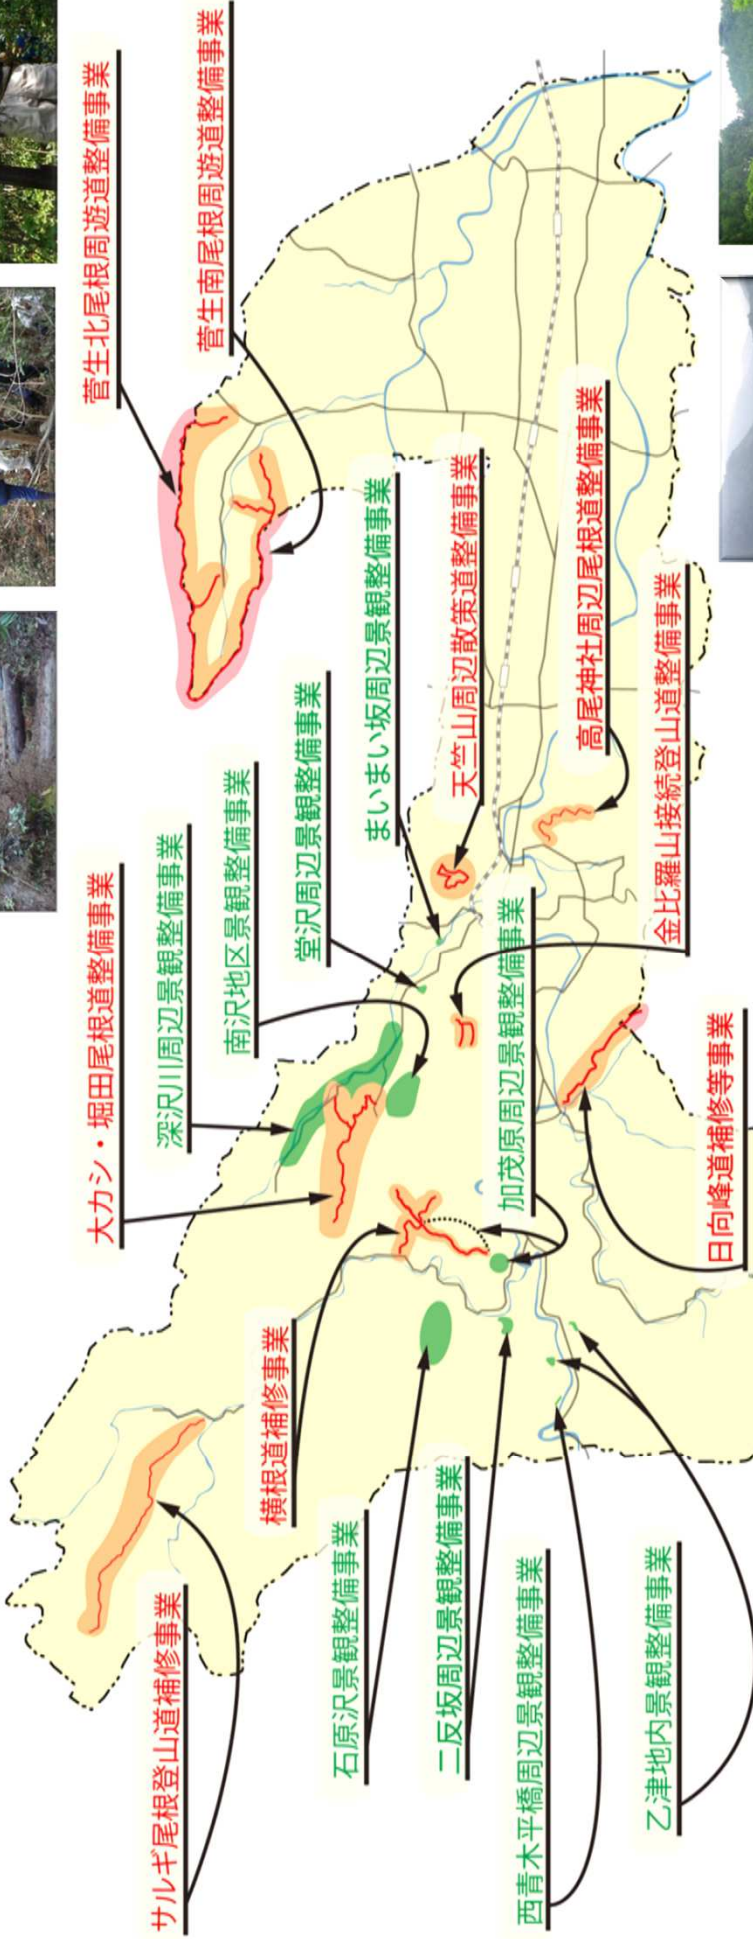 菅生北尾根周遊道整備事業
菅生南尾根周遊道整備事業
まいまい坂周辺景観整備事業
天竺山周辺散策道整備事業
高尾神社周辺尾根道整備事業
金比羅山接続登山道整備事業
堂沢周辺景観整備事業
南沢地区景観整備事業
深沢川周辺景観整備事業
大カシ・堀田尾根道整備事業
加茂原周辺景観整備事業
日向峰道補修等事業
横根道補修事業
サルギ尾根登山道補修事業
石原沢景観整備事業
二反坂周辺景観整備事業
西青木平橋周辺景観整備事業
乙津地内景観整備事業